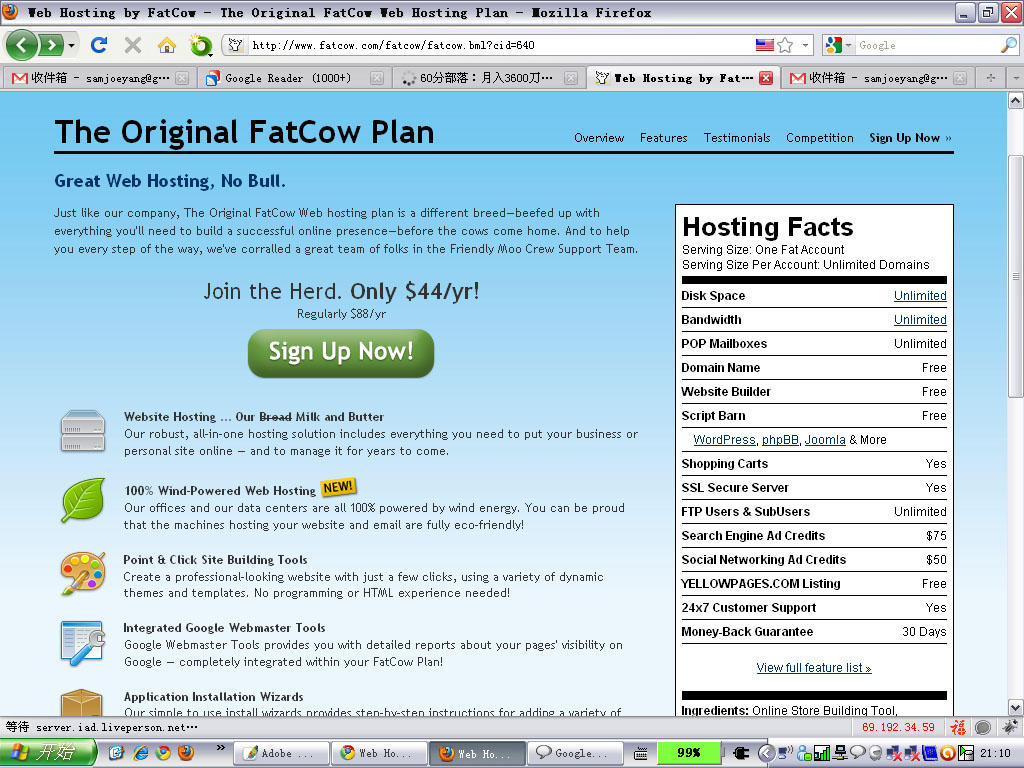 Web Hosting by FatCow - The Original FatCow Web Hosting Plan - Mozilla Firefox
http://www.fatcow.com/fatcow/fatcow.bml?cid=640
Google
收件箱 - samjoeyang@g…
Google Reader (1000+)
60分部落：月入3600刀…
Web Hosting by Fat…
收件箱 - samjoeyang@g…
The Original FatCow Plan
Overview Features Testimonials Competition Sign Up Now »
Great Web Hosting, No Bull.
Just like our company, The Original FatCow Web hosting plan is a different breed—beefed up with
everything you'll need to build a successful online presence—before the cows come home. And to help
you every step of the way, we've corralled a great team of folks in the Friendly Moo Crew Support Team.
Join the Herd. Only $44/yr!
Regularly $88/yr
Sign Up Now!
Website Hosting ... Our Bread Milk and Butter
Our robust, all-in-one hosting solution includes everything you need to put your business or
personal site online — and to manage it for years to come.
100% Wind-Powered Web Hosting NEW!
Our offices and our data centers are all 100% powered by wind energy. You can be proud
that the machines hosting your website and email are fully eco-friendly!
Point & Click Site Building Tools
Create a professional-looking website with just a few clicks, using a variety of dynamic
themes and templates. No programming or HTML experience needed!
Integrated Google Webmaster Tools
Google Webmaster Tools provides you with detailed reports about your pages' visibility on
Google — completely integrated within your FatCow Plan!
Application Installation Wizards
Our simple to use install wizards provides step-by-step instructions for adding a variety of
Hosting Facts
Serving Size: One Fat Account
Serving Size Per Account: Unlimited Domains
Disk Space Unlimited
Bandwidth Unlimited
POP Mailboxes Unlimited
Domain Name Free
Website Builder Free
Script Barn Free
WordPress, phpBB, Joomla & More
Shopping Carts Yes
SSL Secure Server Yes
FTP Users & SubUsers Unlimited
Search Engine Ad Credits $75
Social Networking Ad Credits $50
YELLOWPAGES.COM Listing Free
24x7 Customer Support Yes
Money-Back Guarantee 30 Days
View full feature list »
Ingredients: Online Store Building Tool,
等待 server.iad.liveperson.net…
69.192.34.59 福
开始
Adobe ...
Web Ho...
Web Ho...
Google...
99%
21:10